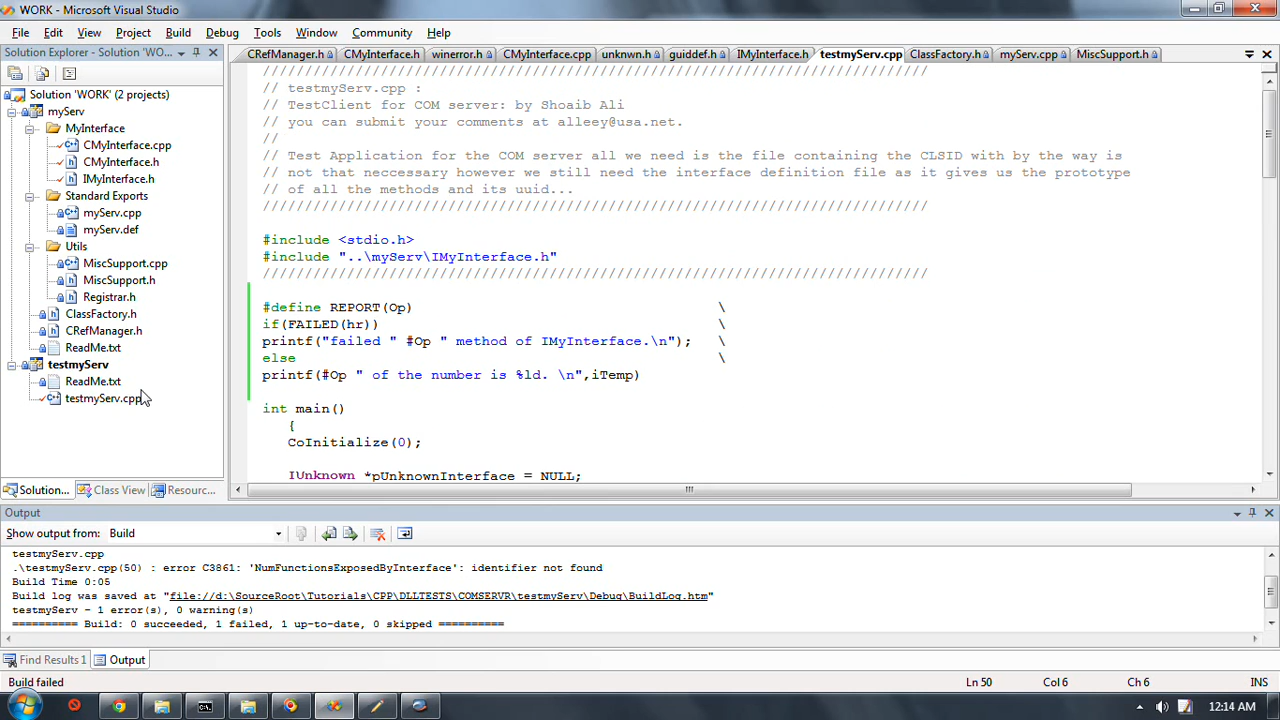 WORK - Microsoft Visual Studio
File Edit View Project Build Debug Tools Window Community Help
Solution Explorer - Solution 'WO...
CRefManager.h CMyInterface.h winerror.h CMyInterface.cpp unknwn.h guiddef.h IMyInterface.h testmyServ.cpp ClassFactory.h myServ.cpp MiscSupport.h
Solution 'WORK' (2 projects)
myServ
MyInterface
CMyInterface.cpp
CMyInterface.h
IMyInterface.h
Standard Exports
myServ.cpp
myServ.def
Utils
MiscSupport.cpp
MiscSupport.h
Registrar.h
ClassFactory.h
CRefManager.h
ReadMe.txt
testmyServ
ReadMe.txt
testmyServ.cpp
Solution... Class View Resourc...
///////////////////////////////////////////////////////////////////////////////
// testmyServ.cpp :
// TestClient for COM server: by Shoaib Ali
// you can submit your comments at alleey@usa.net.
//
// Test Application for the COM server all we need is the file containing the CLSID with by the way is
// not that neccessary however we still need the interface definition file as it gives us the prototype
// of all the methods and its uuid...
///////////////////////////////////////////////////////////////////////////////
#include <stdio.h>
#include "..\myServ\IMyInterface.h"
///////////////////////////////////////////////////////////////////////////////
#define REPORT(Op) \
if(FAILED(hr)) \
printf("failed " #Op " method of IMyInterface.\n"); \
else \
printf(#Op " of the number is %ld. \n",iTemp)
int main()
{
CoInitialize(0);
IUnknown *pUnknownInterface = NULL;
Output
Show output from: Build
testmyServ.cpp
.\testmyServ.cpp(50) : error C3861: 'NumFunctionsExposedByInterface': identifier not found
Build Time 0:05
Build log was saved at "file://d:\SourceRoot\Tutorials\CPP\DLLTESTS\COMSERVR\testmyServ\Debug\BuildLog.htm"
testmyServ - 1 error(s), 0 warning(s)
========== Build: 0 succeeded, 1 failed, 1 up-to-date, 0 skipped ==========
Find Results 1 Output
Build failed Ln 50 Col 6 Ch 6 INS
12:14 AM